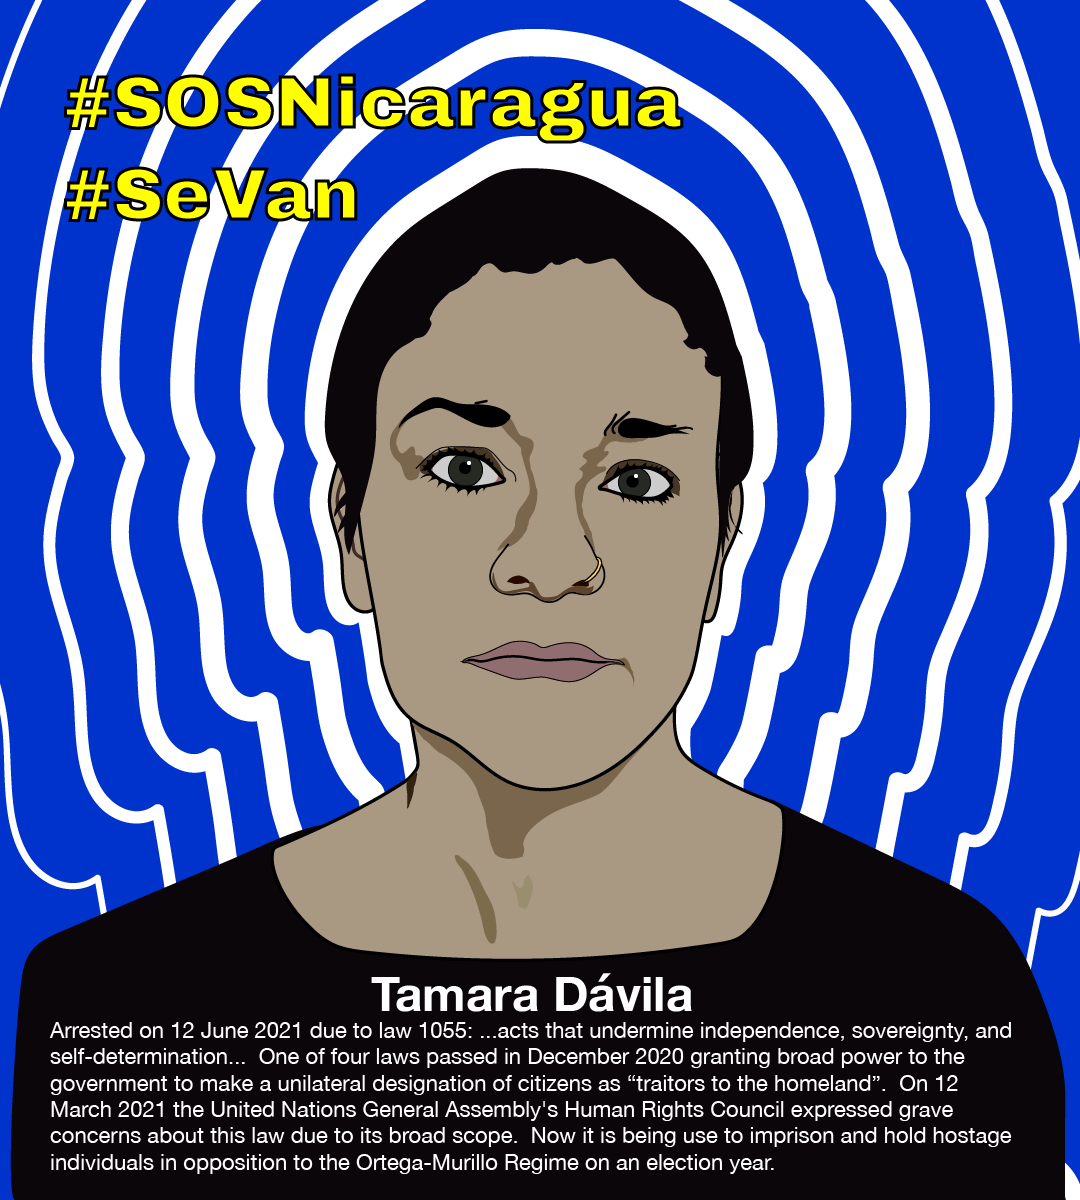 #SOSNicaragua
#SeVan
Tamara Dávila
Arrested on 12 June 2021 due to law 1055: ...acts that undermine independence, sovereignty, and
self-determination...  One of four laws passed in December 2020 granting broad power to the
government to make a unilateral designation of citizens as “traitors to the homeland”.  On 12
March 2021 the United Nations General Assembly's Human Rights Council expressed grave
concerns about this law due to its broad scope.  Now it is being use to imprison and hold hostage
individuals in opposition to the Ortega-Murillo Regime on an election year.